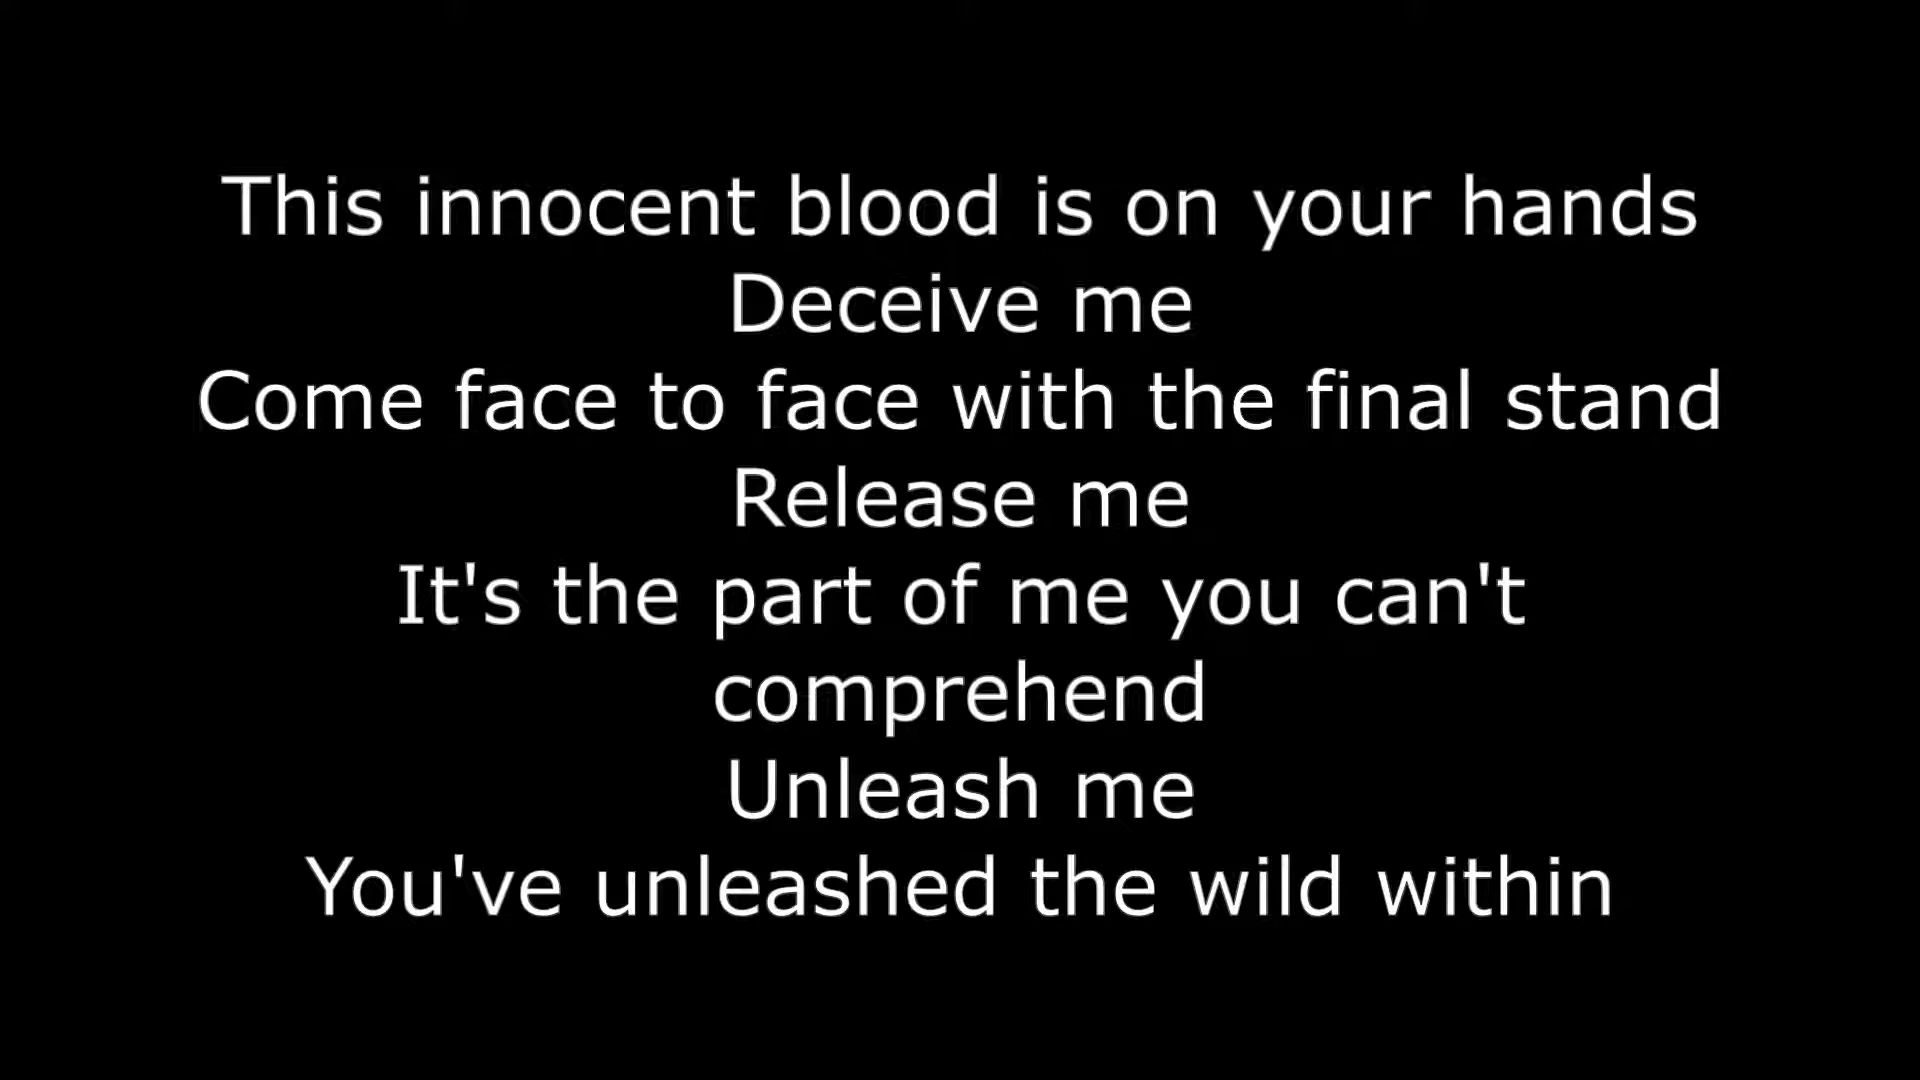 This innocent blood is on your hands
Deceive me
Come face to face with the final stand
Release me
It's the part of me you can't
comprehend
Unleash me
You've unleashed the wild within